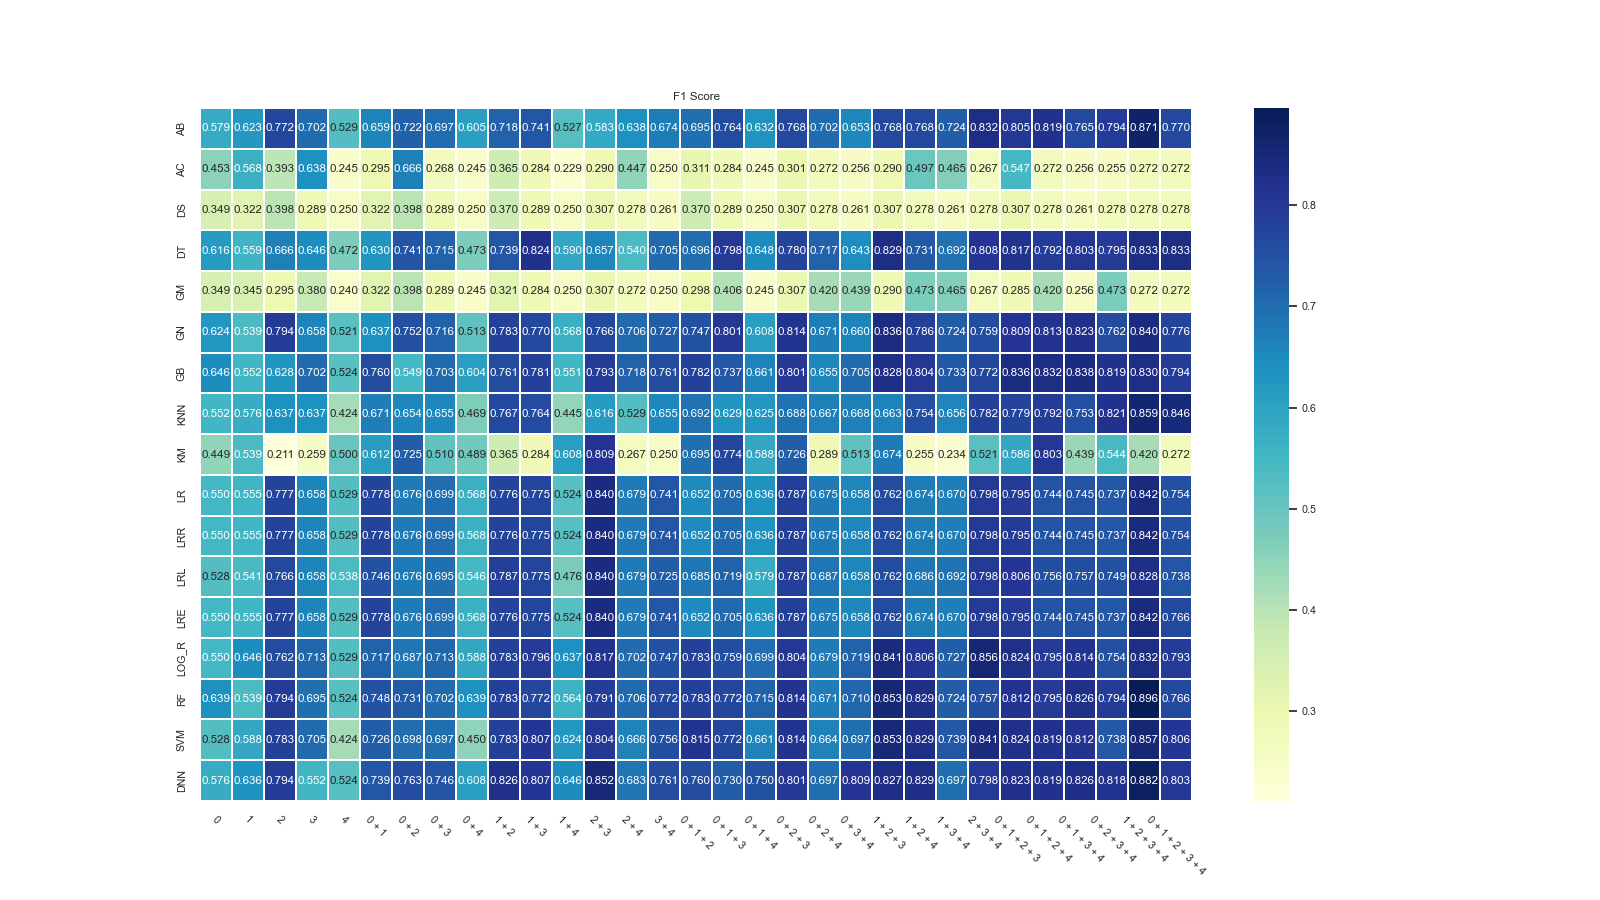 F1 Score
AB 0.579 0.623 0.772 0.702 0.529 0.659 0.722 0.697 0.605 0.718 0.741 0.527 0.583 0.638 0.674 0.695 0.764 0.632 0.768 0.702 0.653 0.768 0.768 0.724 0.832 0.805 0.819 0.765 0.794 0.871 0.770
AC 0.453 0.568 0.393 0.638 0.245 0.295 0.666 0.268 0.245 0.365 0.284 0.229 0.290 0.447 0.250 0.311 0.284 0.245 0.301 0.272 0.256 0.290 0.497 0.465 0.267 0.547 0.272 0.256 0.255 0.272 0.272
0.8
DS 0.349 0.322 0.398 0.289 0.250 0.322 0.398 0.289 0.250 0.370 0.289 0.250 0.307 0.278 0.261 0.370 0.289 0.250 0.307 0.278 0.261 0.307 0.278 0.261 0.278 0.307 0.278 0.261 0.278 0.278 0.278
DT 0.616 0.559 0.666 0.646 0.472 0.630 0.741 0.715 0.473 0.739 0.824 0.590 0.657 0.540 0.705 0.696 0.798 0.648 0.780 0.717 0.643 0.829 0.731 0.692 0.808 0.817 0.792 0.803 0.795 0.833 0.833
GM 0.349 0.345 0.295 0.380 0.240 0.322 0.398 0.289 0.245 0.321 0.284 0.250 0.307 0.272 0.250 0.298 0.406 0.245 0.307 0.420 0.439 0.290 0.473 0.465 0.267 0.285 0.420 0.256 0.473 0.272 0.272
0.7
GN 0.624 0.539 0.794 0.658 0.521 0.637 0.752 0.716 0.513 0.783 0.770 0.568 0.766 0.706 0.727 0.747 0.801 0.608 0.814 0.671 0.660 0.836 0.786 0.724 0.759 0.809 0.813 0.823 0.762 0.840 0.776
GB 0.646 0.552 0.628 0.702 0.524 0.760 0.549 0.703 0.604 0.761 0.781 0.551 0.793 0.718 0.761 0.782 0.737 0.661 0.801 0.655 0.705 0.828 0.804 0.733 0.772 0.836 0.832 0.838 0.819 0.830 0.794
0.6
KNN 0.552 0.576 0.637 0.637 0.424 0.671 0.654 0.655 0.469 0.767 0.764 0.445 0.616 0.529 0.655 0.692 0.629 0.625 0.688 0.667 0.668 0.663 0.754 0.656 0.782 0.779 0.792 0.753 0.821 0.859 0.846
KM 0.449 0.539 0.211 0.259 0.500 0.612 0.725 0.510 0.489 0.365 0.284 0.608 0.809 0.267 0.250 0.695 0.774 0.588 0.726 0.289 0.513 0.674 0.255 0.234 0.521 0.586 0.803 0.439 0.544 0.420 0.272
LR 0.550 0.555 0.777 0.658 0.529 0.778 0.676 0.699 0.568 0.776 0.775 0.524 0.840 0.679 0.741 0.652 0.705 0.636 0.787 0.675 0.658 0.762 0.674 0.670 0.798 0.795 0.744 0.745 0.737 0.842 0.754
0.5
LRR 0.550 0.555 0.777 0.658 0.529 0.778 0.676 0.699 0.568 0.776 0.775 0.524 0.840 0.679 0.741 0.652 0.705 0.636 0.787 0.675 0.658 0.762 0.674 0.670 0.798 0.795 0.744 0.745 0.737 0.842 0.754
LRL 0.528 0.541 0.766 0.658 0.538 0.746 0.676 0.695 0.546 0.787 0.775 0.476 0.840 0.679 0.725 0.685 0.719 0.579 0.787 0.687 0.658 0.762 0.686 0.692 0.798 0.806 0.756 0.757 0.749 0.828 0.738
0.4
LRE 0.550 0.555 0.777 0.658 0.529 0.778 0.676 0.699 0.568 0.776 0.775 0.524 0.840 0.679 0.741 0.652 0.705 0.636 0.787 0.675 0.658 0.762 0.674 0.670 0.798 0.795 0.744 0.745 0.737 0.842 0.766
LOG_R 0.550 0.646 0.762 0.713 0.529 0.717 0.687 0.713 0.588 0.783 0.796 0.637 0.817 0.702 0.747 0.783 0.759 0.699 0.804 0.679 0.719 0.841 0.806 0.727 0.856 0.824 0.795 0.814 0.754 0.832 0.793
RF 0.639 0.539 0.794 0.695 0.524 0.748 0.731 0.702 0.639 0.783 0.772 0.564 0.791 0.706 0.772 0.783 0.772 0.715 0.814 0.671 0.710 0.853 0.829 0.724 0.757 0.812 0.795 0.826 0.794 0.896 0.766
0.3
SVM 0.528 0.588 0.783 0.705 0.424 0.726 0.698 0.697 0.450 0.783 0.807 0.624 0.804 0.666 0.756 0.815 0.772 0.661 0.814 0.664 0.697 0.853 0.829 0.739 0.841 0.824 0.819 0.812 0.738 0.857 0.806
DNN 0.576 0.636 0.794 0.552 0.524 0.739 0.763 0.746 0.608 0.826 0.807 0.646 0.852 0.683 0.761 0.760 0.730 0.750 0.801 0.697 0.809 0.827 0.829 0.697 0.798 0.823 0.819 0.826 0.818 0.882 0.803
0
1
2
3
4
0 + 1
0 + 2
0 + 3
0 + 4
1 + 2
1 + 3
1 + 4
2 + 3
2 + 4
3 + 4
0 + 1 + 2
0 + 1 + 3
0 + 1 + 4
0 + 2 + 3
0 + 2 + 4
0 + 3 + 4
1 + 2 + 3
1 + 2 + 4
1 + 3 + 4
2 + 3 + 4
0 + 1 + 2 + 3
0 + 1 + 2 + 4
0 + 1 + 3 + 4
0 + 2 + 3 + 4
1 + 2 + 3 + 4
0 + 1 + 2 + 3 + 4